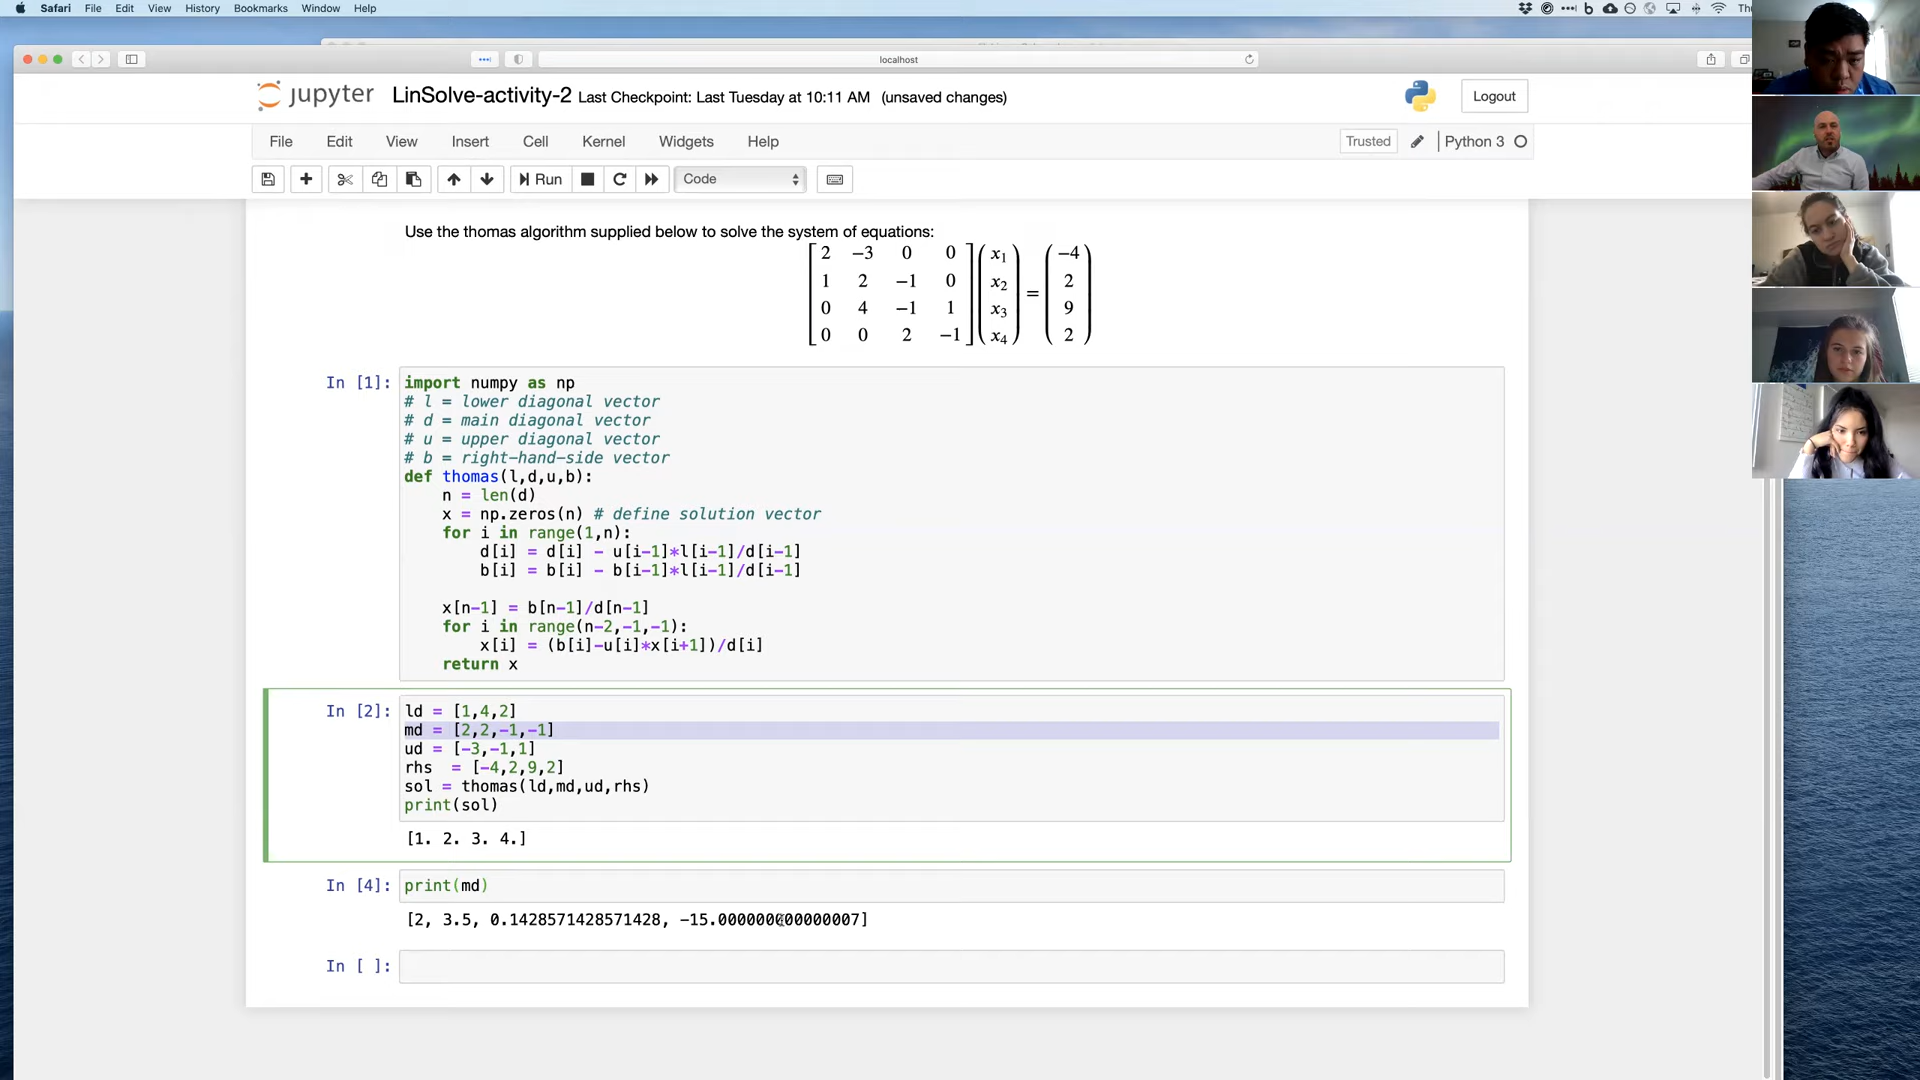 Safari File Edit View History Bookmarks Window Help
localhost
jupyter LinSolve-activity-2 Last Checkpoint: Last Tuesday at 10:11 AM (unsaved changes)
Logout
File Edit View Insert Cell Kernel Widgets Help
Trusted Python 3
Run Code
Use the thomas algorithm supplied below to solve the system of equations:
2 −3 0 0 x1 −4
1 2 −1 0 x2 2
=
0 4 −1 1 x3 9
0 0 2 −1 x4 2
In [1]: import numpy as np
# l = lower diagonal vector
# d = main diagonal vector
# u = upper diagonal vector
# b = right-hand-side vector
def thomas(l,d,u,b):
    n = len(d)
    x = np.zeros(n) # define solution vector
    for i in range(1,n):
        d[i] = d[i] - u[i-1]*l[i-1]/d[i-1]
        b[i] = b[i] - b[i-1]*l[i-1]/d[i-1]
    x[n-1] = b[n-1]/d[n-1]
    for i in range(n-2,-1,-1):
        x[i] = (b[i]-u[i]*x[i+1])/d[i]
    return x
In [2]: ld = [1,4,2]
md = [2,2,-1,-1]
ud = [-3,-1,1]
rhs  = [-4,2,9,2]
sol = thomas(ld,md,ud,rhs)
print(sol)
[1. 2. 3. 4.]
In [4]: print(md)
[2, 3.5, 0.1428571428571428, -15.000000000000007]
In [ ]: